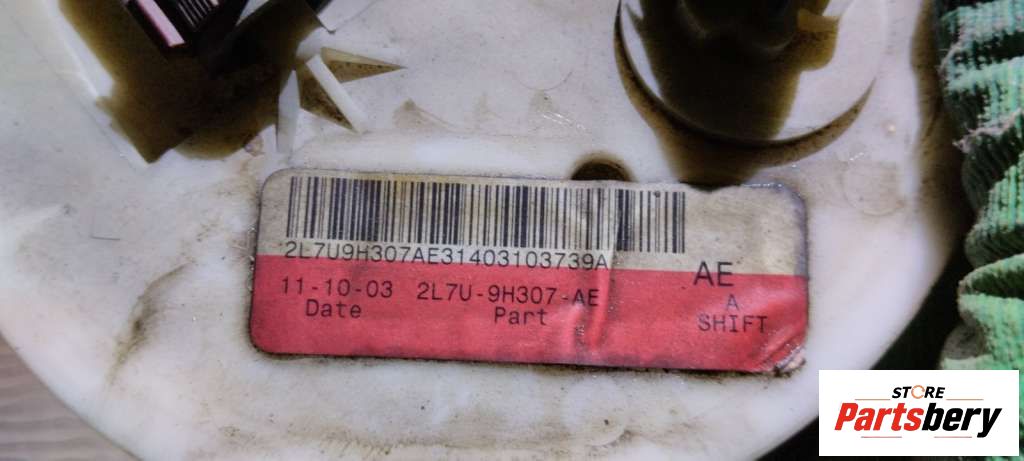 2L7U9H307AE31403103739A
AE
11-10-03 2L7U-9H307-AE A
Date Part SHIFT
STORE
Partsbery